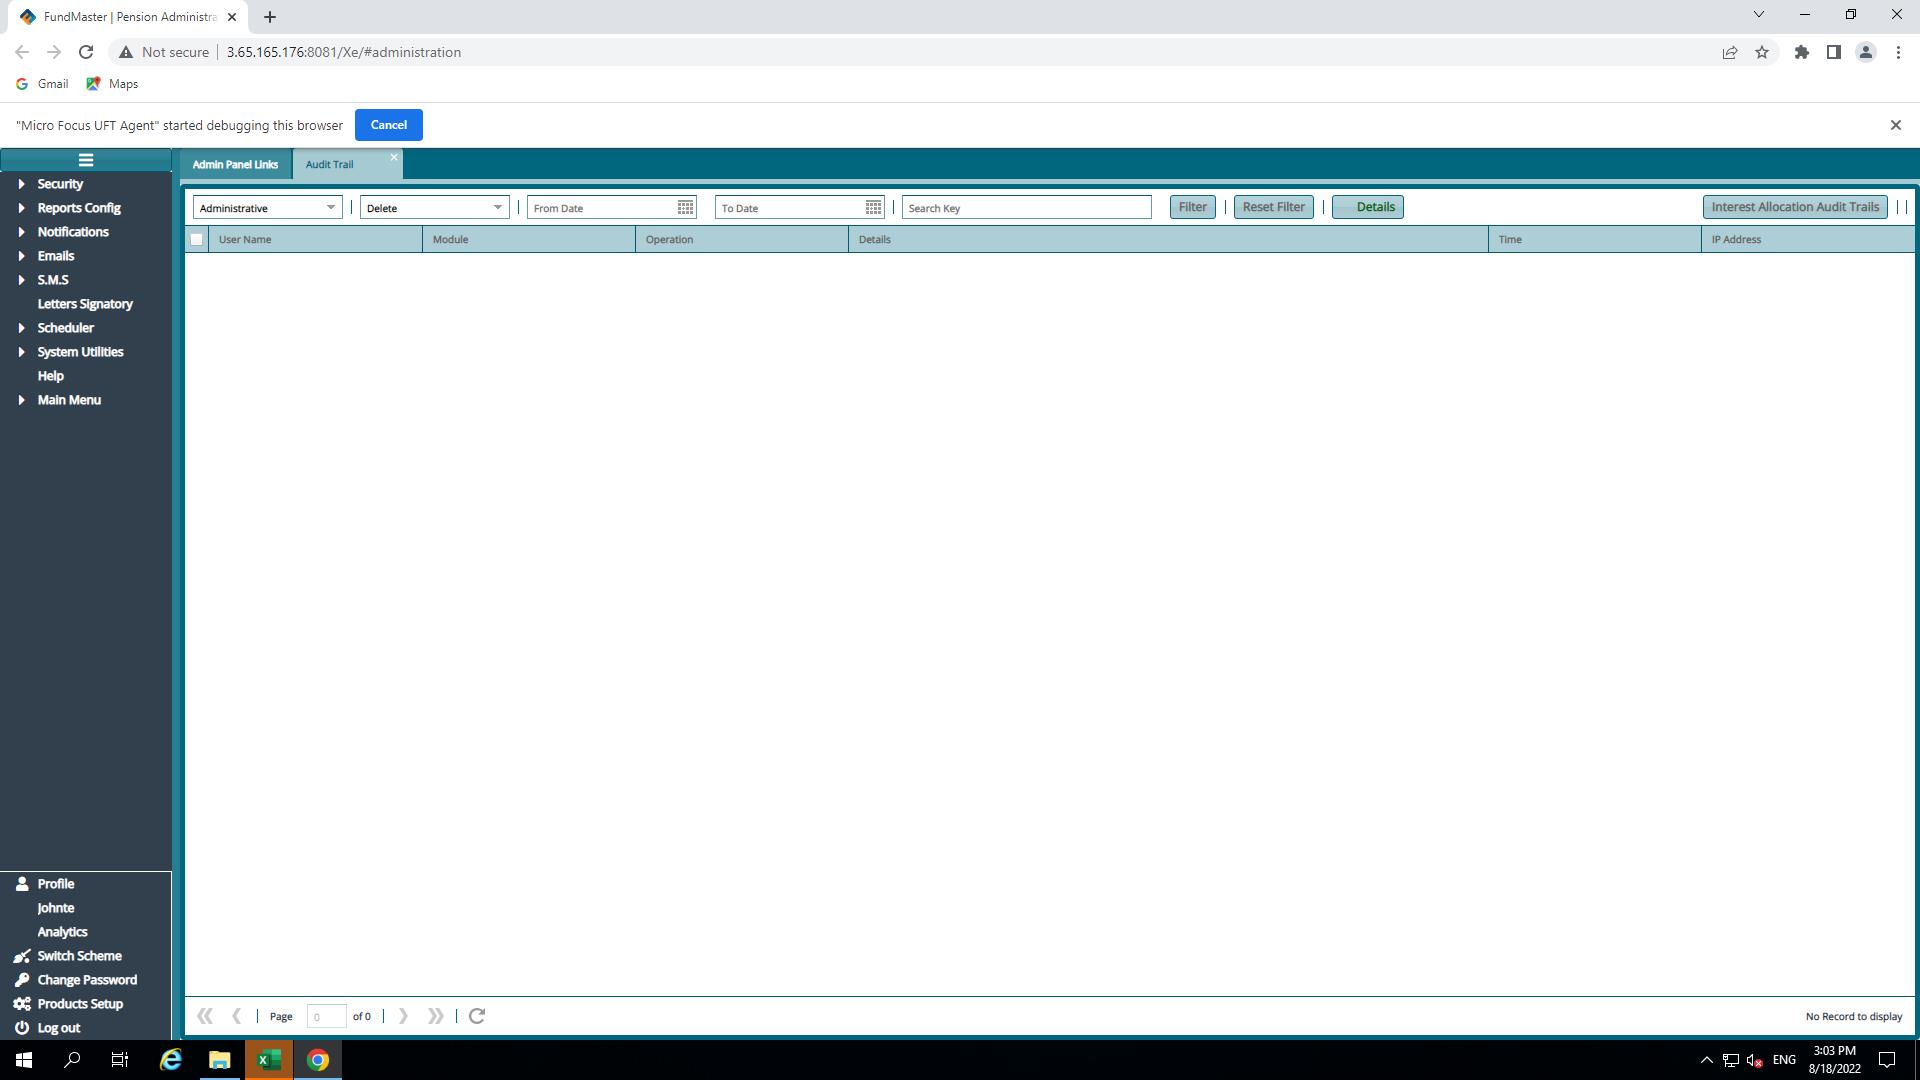 FundMaster | Pension Administra
Not secure
3.65.165.176:8081/Xe/#administration
Gmail
Maps
"Micro Focus UFT Agent" started debugging this browser
Cancel
Admin Panel Links
Audit Trail
Security
Reports Config
Notifications
Emails
S.M.S
Letters Signatory
Scheduler
System Utilities
Help
Main Menu
Administrative
Delete
From Date
To Date
Search Key
Filter
Reset Filter
Details
Interest Allocation Audit Trails
User Name
Module
Operation
Details
Time
IP Address
Profile
Johnte
Analytics
Switch Scheme
Change Password
Products Setup
Log out
Page
0
of 0
No Record to display
ENG
3:03 PM
8/18/2022